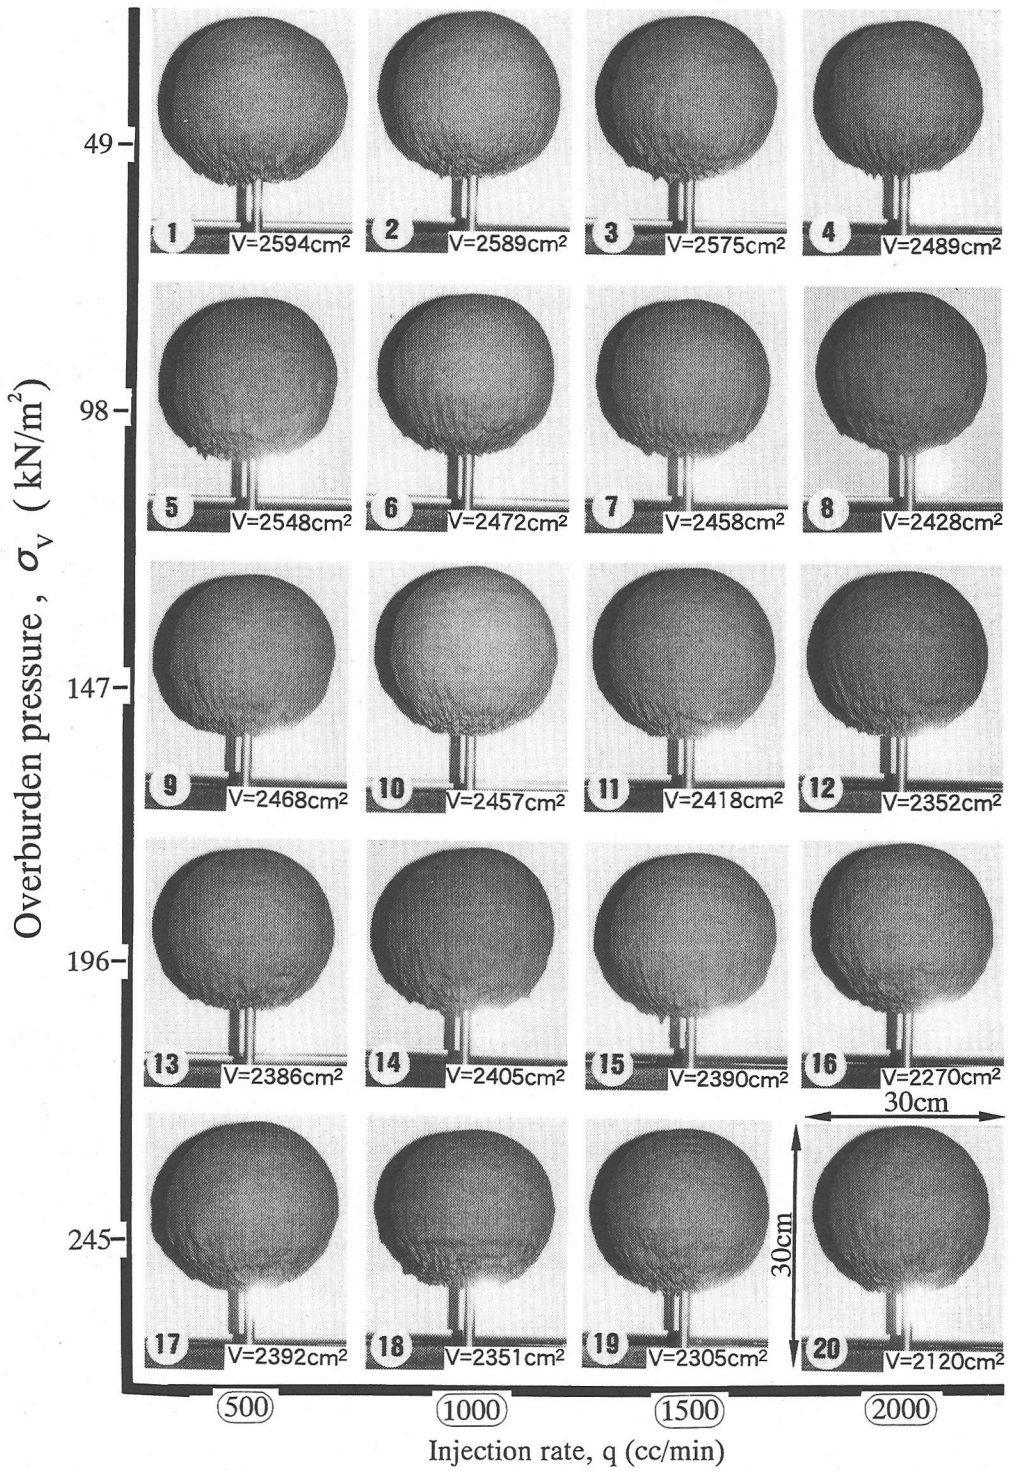 49
1
V=2594cm²
2
V=2589cm²
3
V=2575cm²
4
V=2489cm²
98
5
V=2548cm²
6
V=2472cm²
7
V=2458cm²
8
V=2428cm²
147
9
V=2468cm²
10
V=2457cm²
11
V=2418cm²
12
V=2352cm²
196
13
V=2386cm²
14
V=2405cm²
15
V=2390cm²
16
V=2270cm²
245
17
V=2392cm²
18
V=2351cm²
19
V=2305cm²
30cm
30cm
20
V=2120cm²
Overburden pressure, σᵥ (kN/m²)
500
1000
1500
2000
Injection rate, q (cc/min)